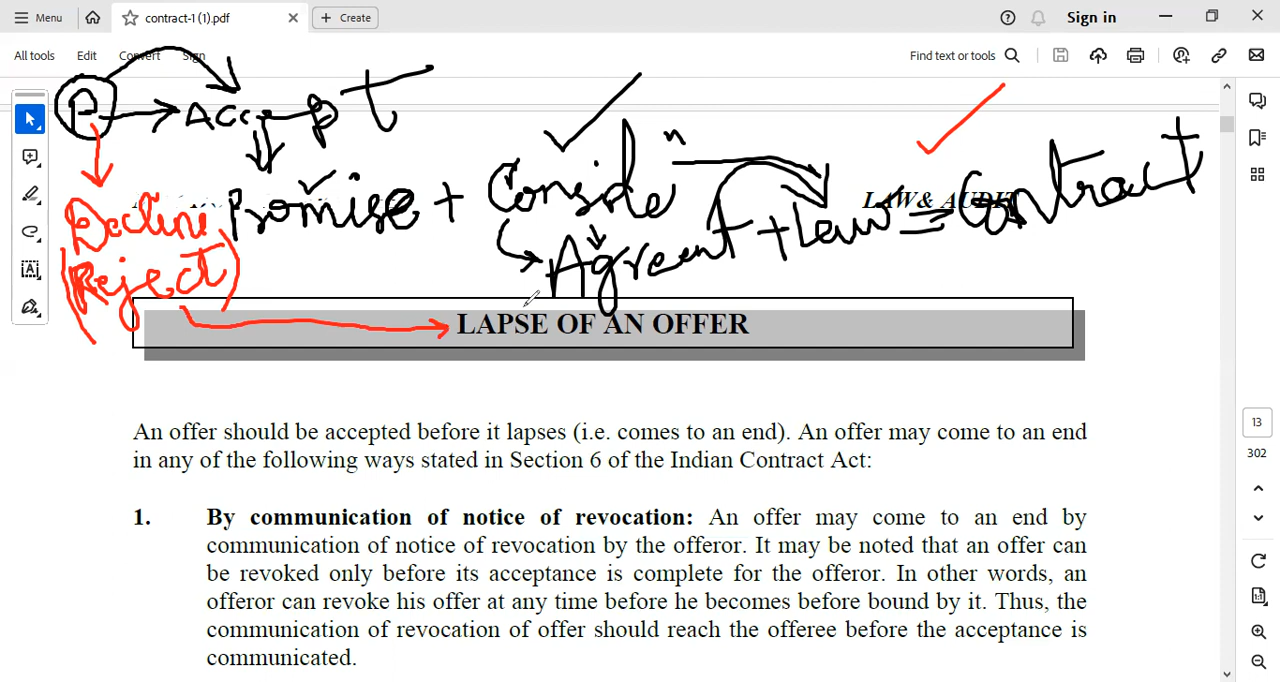 Menu
contract-1 (1).pdf
Create
Sign in
All tools Edit Convert Sign
Find text or tools
P → Accept
Decline
(Reject)
Promise + Conside n
Agreent + Law = Contract
LAW& AUDIT
LAPSE OF AN OFFER
An offer should be accepted before it lapses (i.e. comes to an end). An offer may come to an end
in any of the following ways stated in Section 6 of the Indian Contract Act:
1. By communication of notice of revocation: An offer may come to an end by
communication of notice of revocation by the offeror. It may be noted that an offer can
be revoked only before its acceptance is complete for the offeror. In other words, an
offeror can revoke his offer at any time before he becomes before bound by it. Thus, the
communication of revocation of offer should reach the offeree before the acceptance is
communicated.
13
302